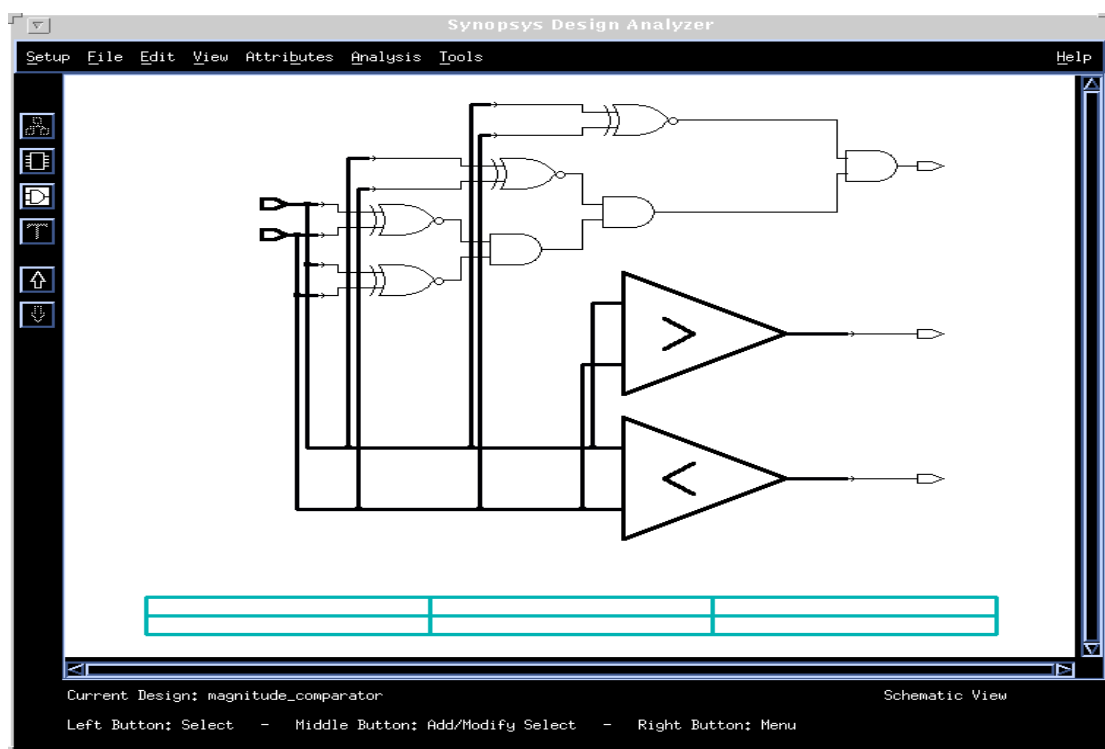 Synopsys Design Analyzer
Setup File Edit View Attributes Analysis Tools Help
>
<
Current Design: magnitude_comparator Schematic View
Left Button: Select - Middle Button: Add/Modify Select - Right Button: Menu